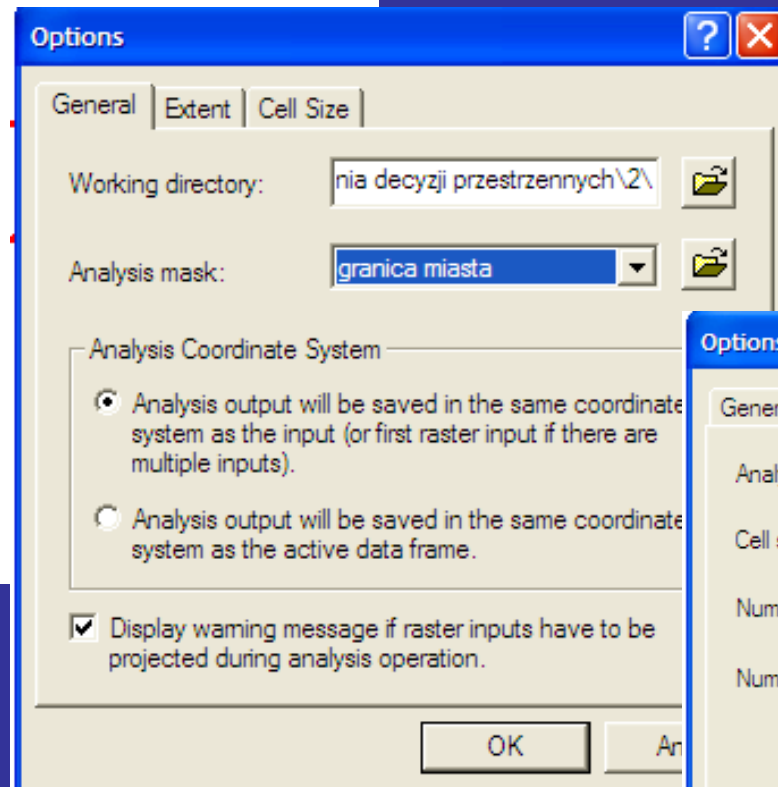 Options
General Extent Cell Size
Working directory: nia decyzji przestrzennych\2\
Analysis mask: granica miasta
Analysis Coordinate System
Analysis output will be saved in the same coordinate
system as the input (or first raster input if there are
multiple inputs).
Analysis output will be saved in the same coordinate
system as the active data frame.
Display warning message if raster inputs have to be
projected during analysis operation.
OK
Options
Cell